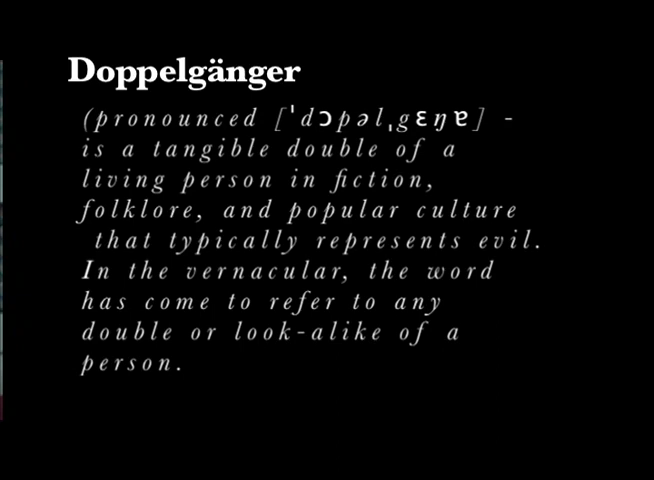 Doppelgänger
(pronounced [ˈdɔpəlˌgɛŋɐ] -
is a tangible double of a
living person in fiction,
folklore, and popular culture
that typically represents evil.
In the vernacular, the word
has come to refer to any
double or look-alike of a
person.